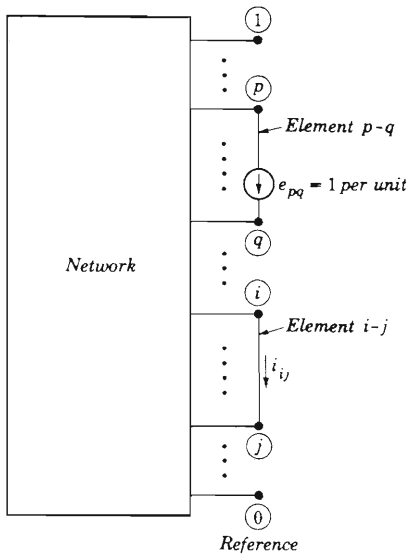 1
p
Element p-q
e_pq = 1 per unit
q
Network
i
Element i-j
i_ij
j
0
Reference